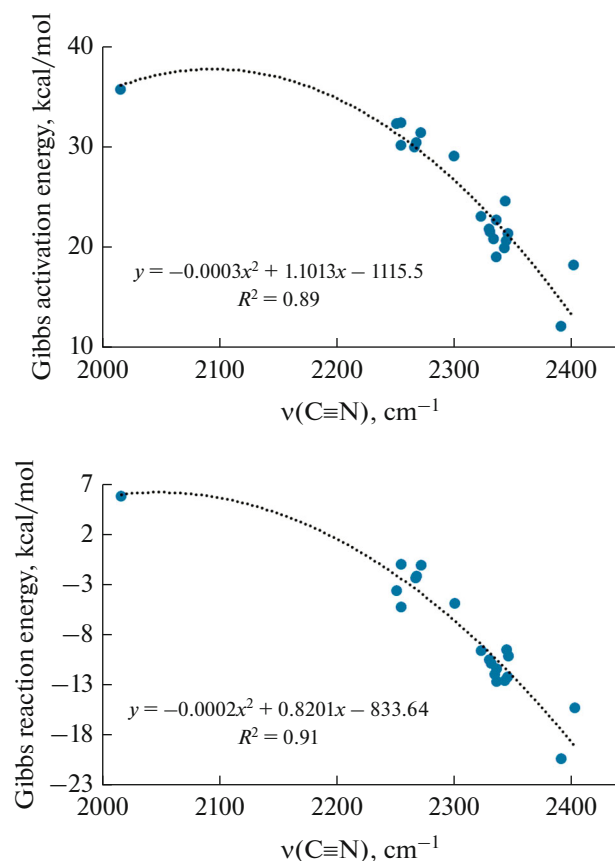 Gibbs activation energy, kcal/mol
40
30
20
10
y = −0.0003x² + 1.1013x − 1115.5
R² = 0.89
2000 2100 2200 2300 2400
ν(C≡N), cm⁻¹
Gibbs reaction energy, kcal/mol
7
2
−3
−8
−13
−18
−23
y = −0.0002x² + 0.8201x − 833.64
R² = 0.91
2000 2100 2200 2300 2400
ν(C≡N), cm⁻¹